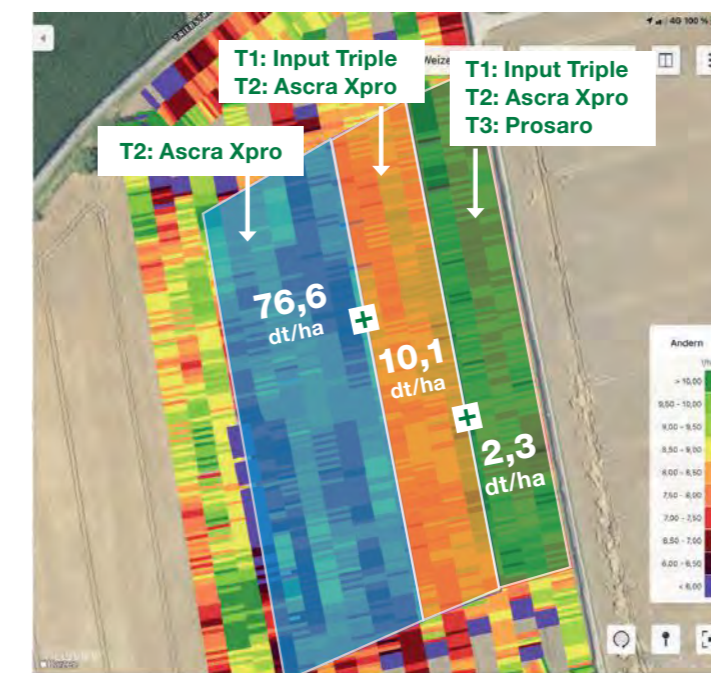 4G 100 %
T1: Input Triple
T2: Ascra Xpro
Weize
T1: Input Triple
T2: Ascra Xpro
T3: Prosaro
T2: Ascra Xpro
76,6
dt/ha
+
10,1
dt/ha
+
2,3
dt/ha
Ändern
> 10,00
9,50 - 10,00
9,00 - 9,50
8,50 - 9,00
8,00 - 8,50
7,50 - 8,00
7,00 - 7,50
6,50 - 7,00
6,00 - 6,50
< 6,00